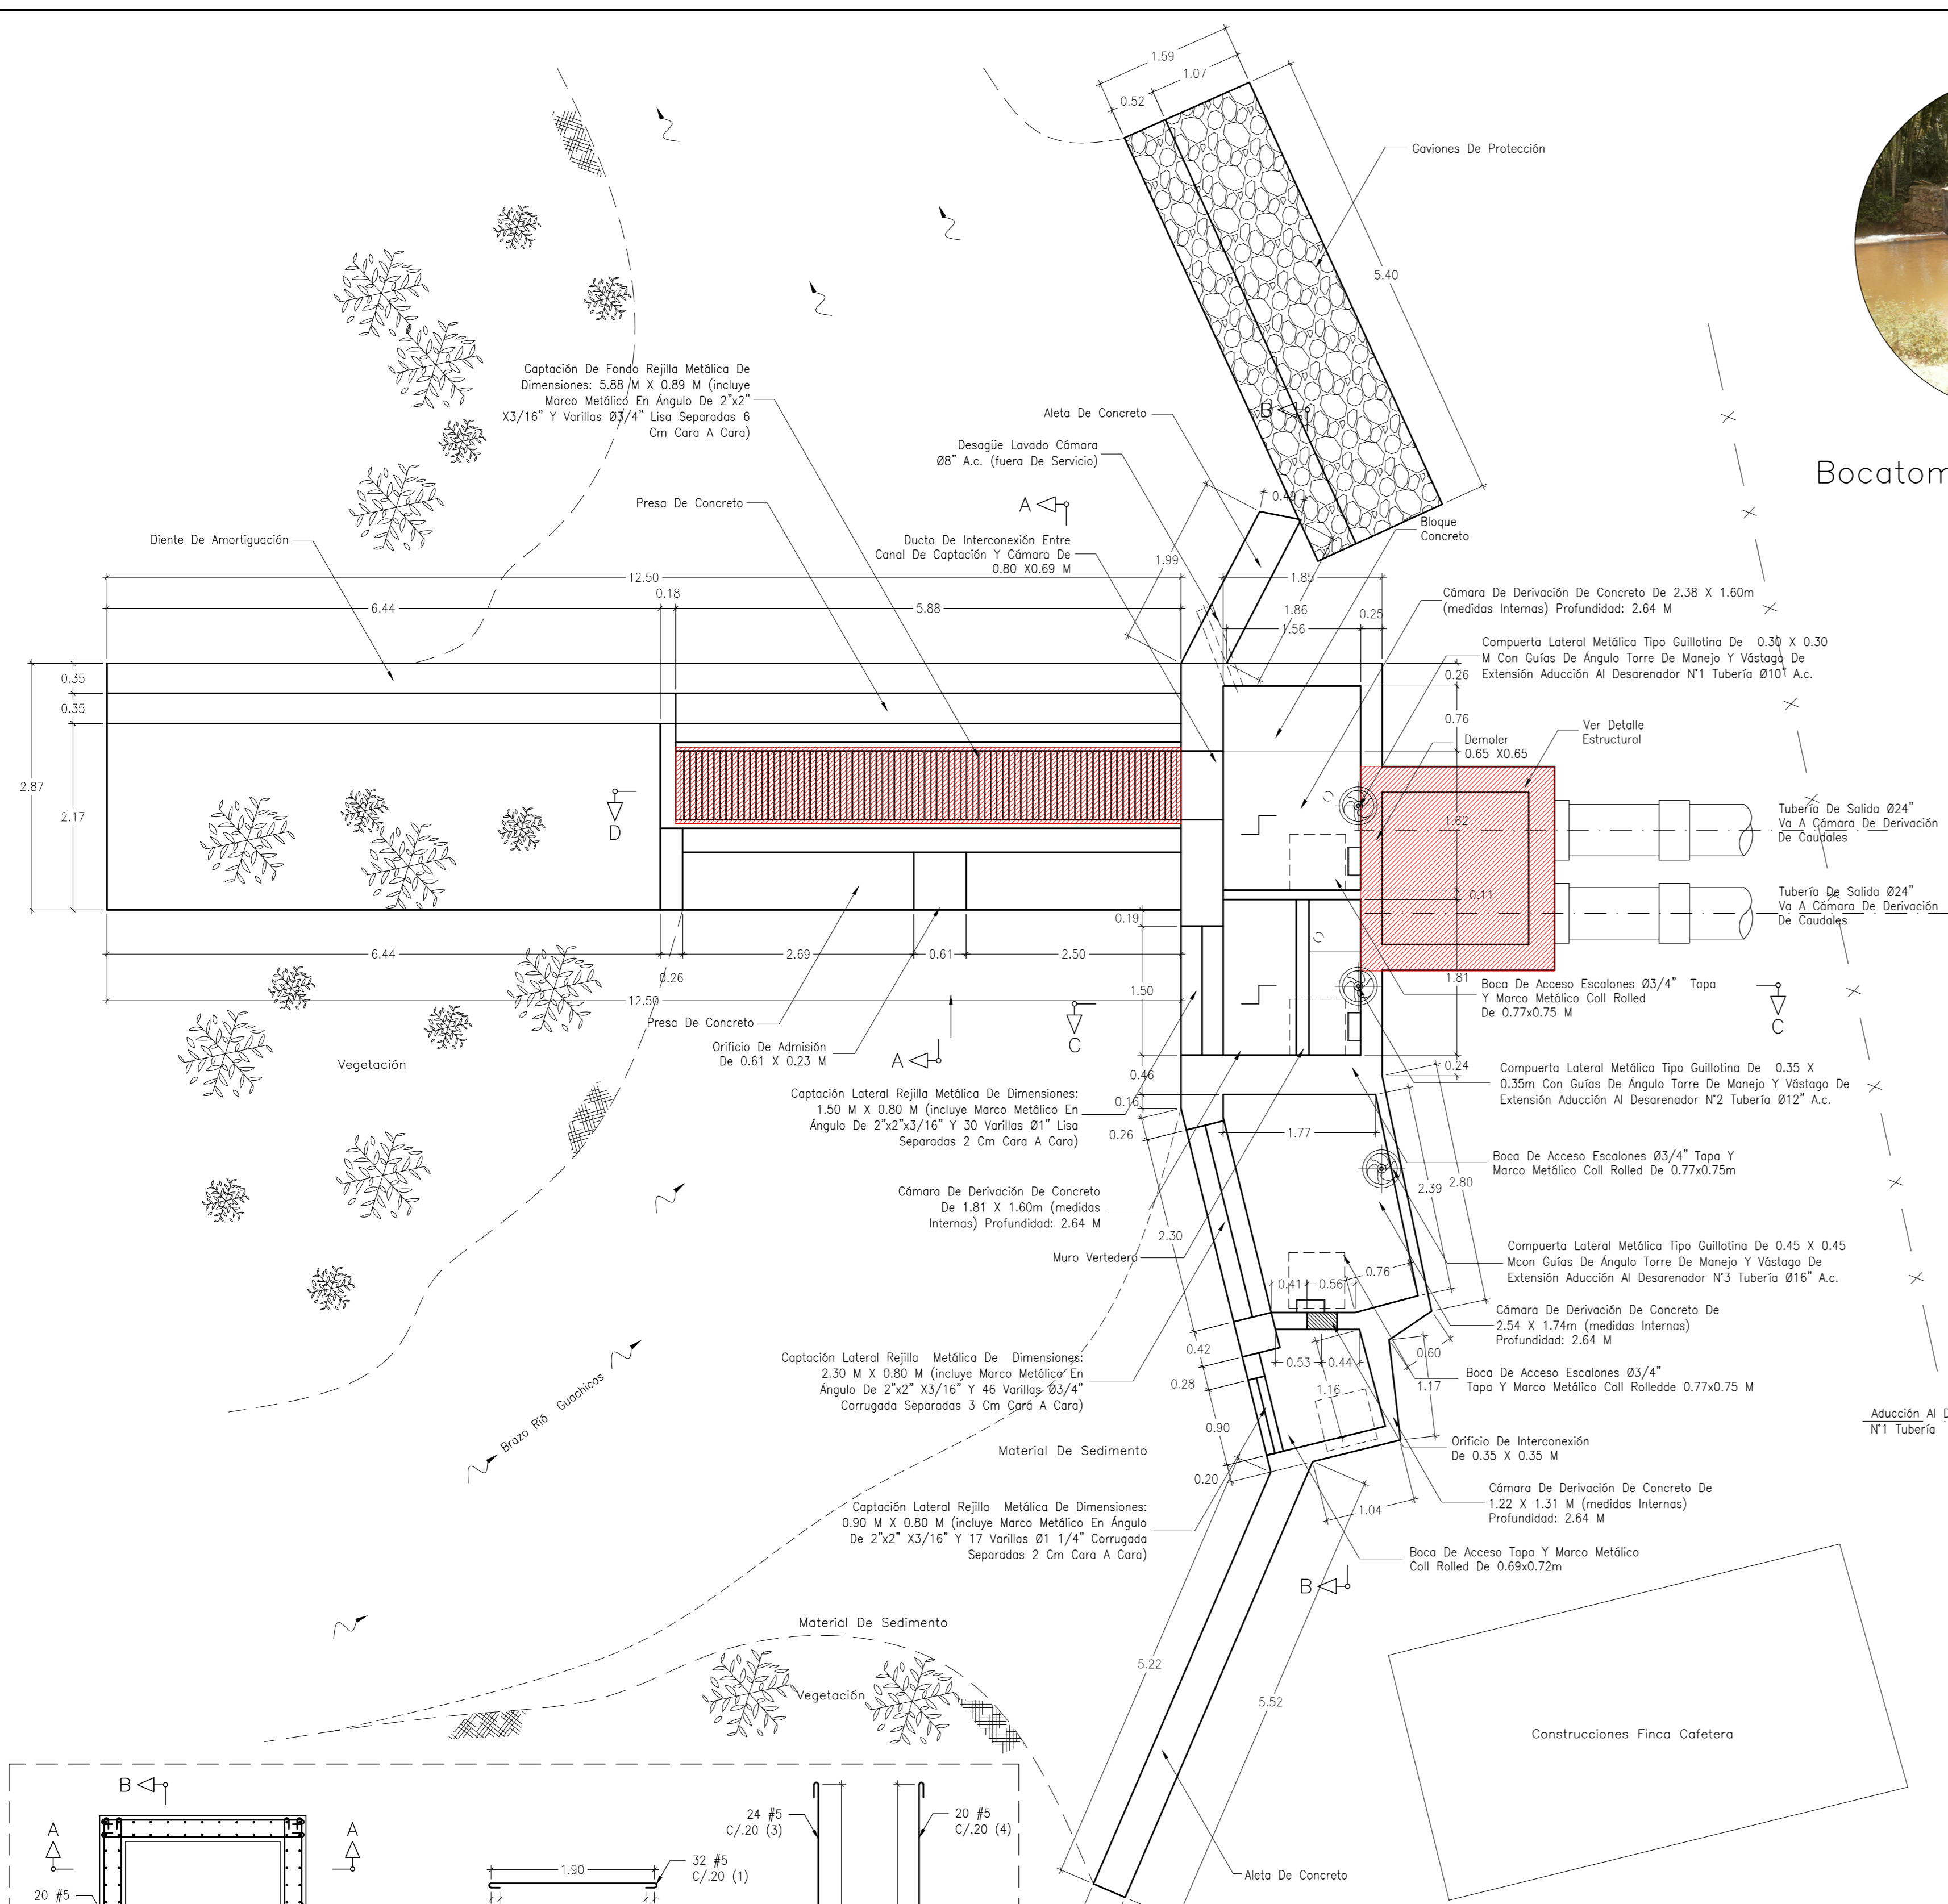 1.59
1.07
0.52
Gaviones De Protección
5.40
Captación De Fondo Rejilla Metálica De
Dimensiones: 5.88 M X 0.89 M (incluye
Marco Metálico En Ángulo De 2"x2"
X3/16" Y Varillas Ø3/4" Lisa Separadas 6
Cm Cara A Cara)
Aleta De Concreto
B
Desagüe Lavado Cámara
Ø8" A.c. (fuera De Servicio)
Bocatom
Presa De Concreto
A
Diente De Amortiguación
Ducto De Interconexión Entre
Canal De Captación Y Cámara De
0.80 X0.69 M
Bloque
Concreto
1.99
12.50
0.18
6.44
5.88
1.85
1.86
1.56
0.25
Cámara De Derivación De Concreto De 2.38 X 1.60m
(medidas Internas) Profundidad: 2.64 M
Compuerta Lateral Metálica Tipo Guillotina De 0.30 X 0.30
M Con Guías De Ángulo Torre De Manejo Y Vástago De
Extensión Aducción Al Desarenador N°1 Tubería Ø10" A.c.
0.35
0.35
2.87
2.17
0.26
0.76
Demoler
0.65 X0.65
Ver Detalle
Estructural
D
1.62
Tubería De Salida Ø24"
Va A Cámara De Derivación
De Caudales
0.11
Tubería De Salida Ø24"
Va A Cámara De Derivación
De Caudales
0.19
6.44
0.26
2.69
0.61
2.50
12.50
1.50
1.81
Boca De Acceso Escalones Ø3/4" Tapa
Y Marco Metálico Coll Rolled
De 0.77x0.75 M
C
C
Presa De Concreto
Orificio De Admisión
De 0.61 X 0.23 M
A
Vegetación
0.46
0.16
0.26
0.24
Compuerta Lateral Metálica Tipo Guillotina De 0.35 X
0.35m Con Guías De Ángulo Torre De Manejo Y Vástago De
Extensión Aducción Al Desarenador N°2 Tubería Ø12" A.c.
Captación Lateral Rejilla Metálica De Dimensiones:
1.50 M X 0.80 M (incluye Marco Metálico En
Ángulo De 2"x2"x3/16" Y 30 Varillas Ø1" Lisa
Separadas 2 Cm Cara A Cara)
1.77
Boca De Acceso Escalones Ø3/4" Tapa Y
Marco Metálico Coll Rolled De 0.77x0.75m
2.39
2.80
Cámara De Derivación De Concreto
De 1.81 X 1.60m (medidas
Internas) Profundidad: 2.64 M
2.30
Muro Vertedero
Compuerta Lateral Metálica Tipo Guillotina De 0.45 X 0.45
Mcon Guías De Ángulo Torre De Manejo Y Vástago De
Extensión Aducción Al Desarenador N°3 Tubería Ø16" A.c.
0.41
0.56
0.76
Cámara De Derivación De Concreto De
2.54 X 1.74m (medidas Internas)
Profundidad: 2.64 M
0.42
0.53
0.44
0.60
Captación Lateral Rejilla Metálica De Dimensiones:
2.30 M X 0.80 M (incluye Marco Metálico En
Ángulo De 2"x2" X3/16" Y 46 Varillas Ø3/4"
Corrugada Separadas 3 Cm Cara A Cara)
0.28
1.16
1.17
Boca De Acceso Escalones Ø3/4"
Tapa Y Marco Metálico Coll Rolledde 0.77x0.75 M
Brazo Rió Guachicos
0.90
Aducción Al D
N°1 Tubería
Orificio De Interconexión
De 0.35 X 0.35 M
Material De Sedimento
0.20
Cámara De Derivación De Concreto De
1.22 X 1.31 M (medidas Internas)
Profundidad: 2.64 M
1.04
Captación Lateral Rejilla Metálica De Dimensiones:
0.90 M X 0.80 M (incluye Marco Metálico En Ángulo
De 2"x2" X3/16" Y 17 Varillas Ø1 1/4" Corrugada
Separadas 2 Cm Cara A Cara)
Boca De Acceso Tapa Y Marco Metálico
Coll Rolled De 0.69x0.72m
B
Material De Sedimento
5.22
5.52
Vegetación
Construcciones Finca Cafetera
B
A
A
24 #5
C/.20 (3)
20 #5
C/.20 (4)
1.90
32 #5
C/.20 (1)
20 #5
Aleta De Concreto